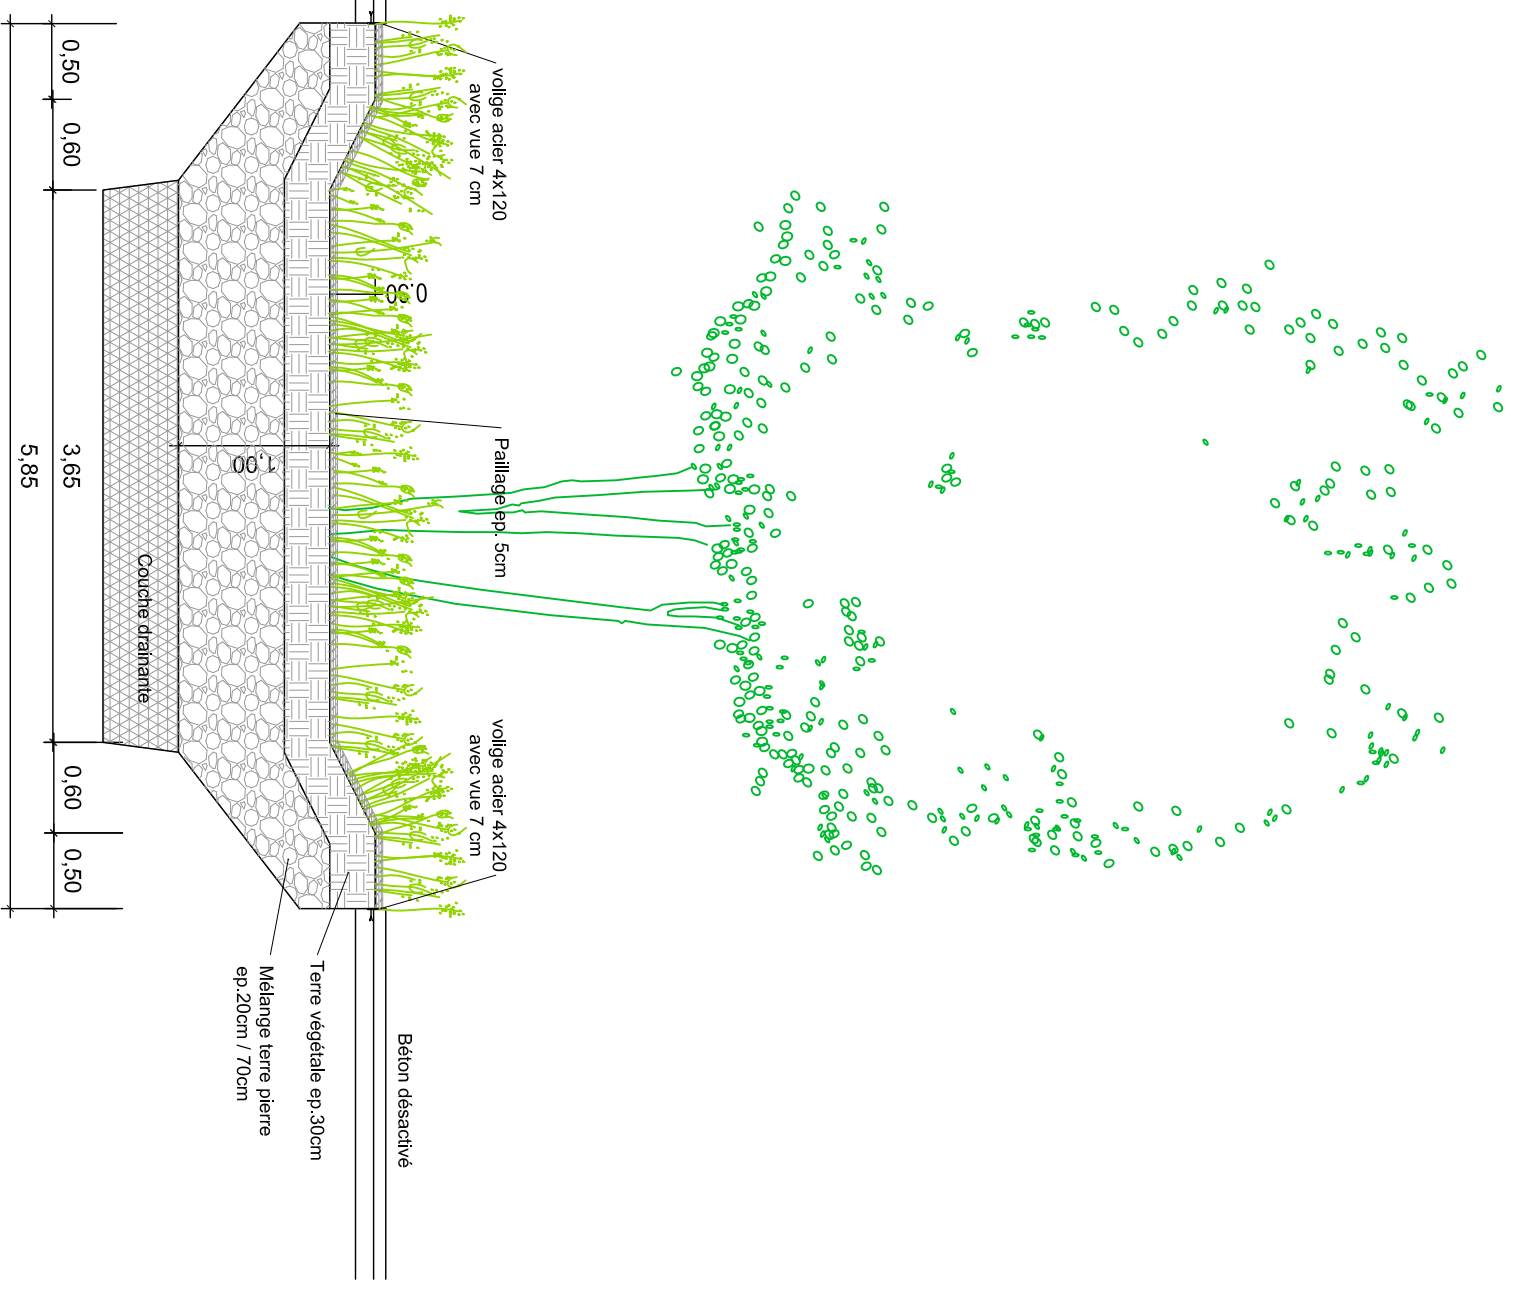 volige acier 4x120
avec vue 7 cm
0.30
Paillage ep. 5cm
1,00
volige acier 4x120
avec vue 7 cm
Béton désactivé
Terre végétale ep.30cm
Mélange terre pierre
ep.20cm / 70cm
Couche drainante
0,50
0,60
3,65
0,60
0,50
5,85